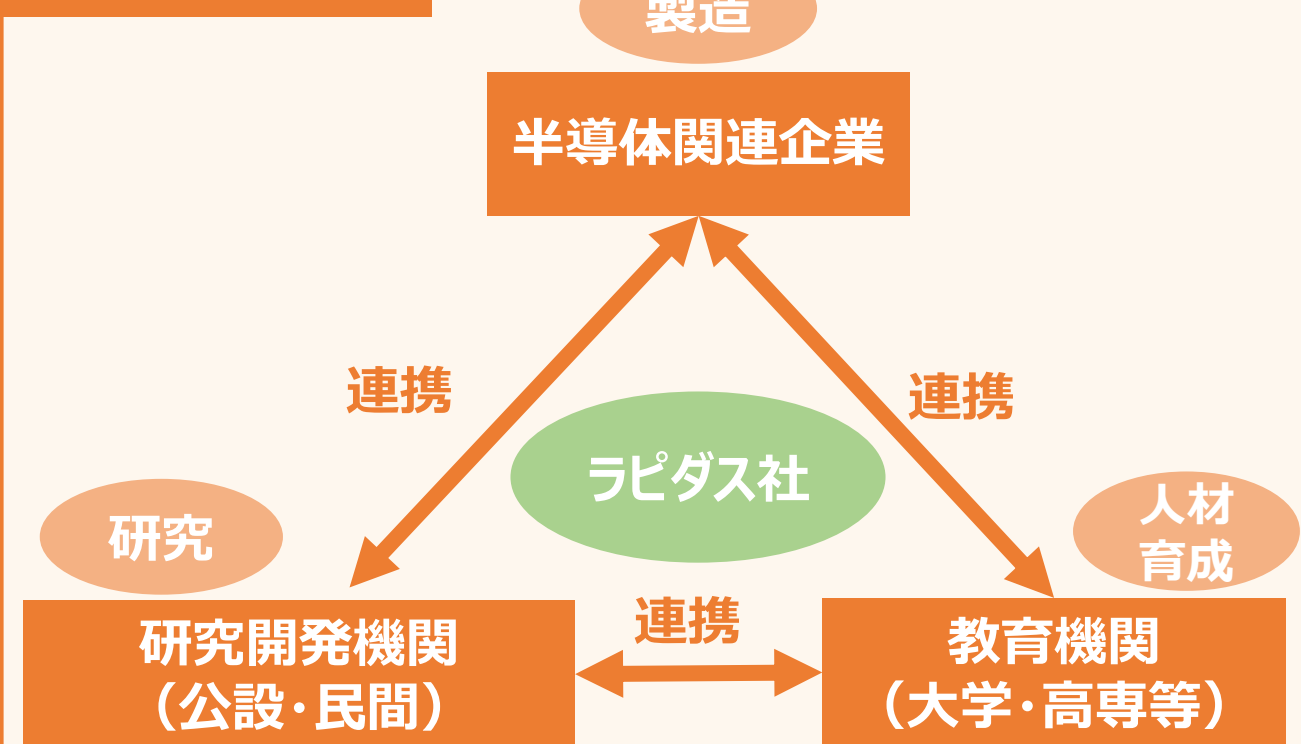 製造
半導体関連企業
連携
連携
ラピダス社
研究
人材
育成
連携
研究開発機関
（公設・民間）
教育機関
（大学・高専等）